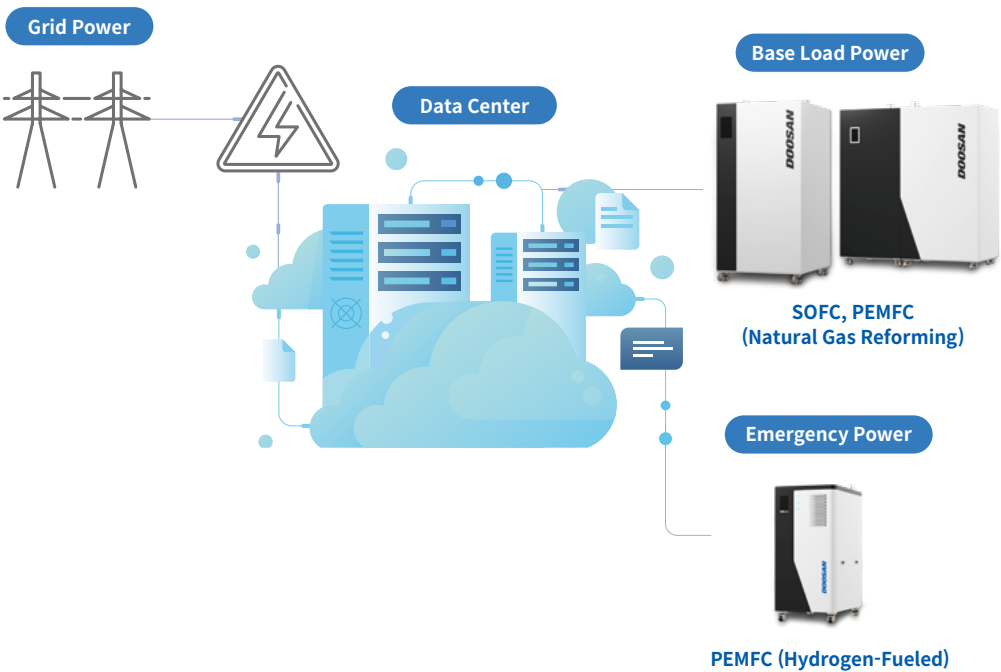 Grid Power
Base Load Power
Data Center
DOOSAN
DOOSAN
SOFC, PEMFC
(Natural Gas Reforming)
Emergency Power
DOOSAN
PEMFC (Hydrogen-Fueled)